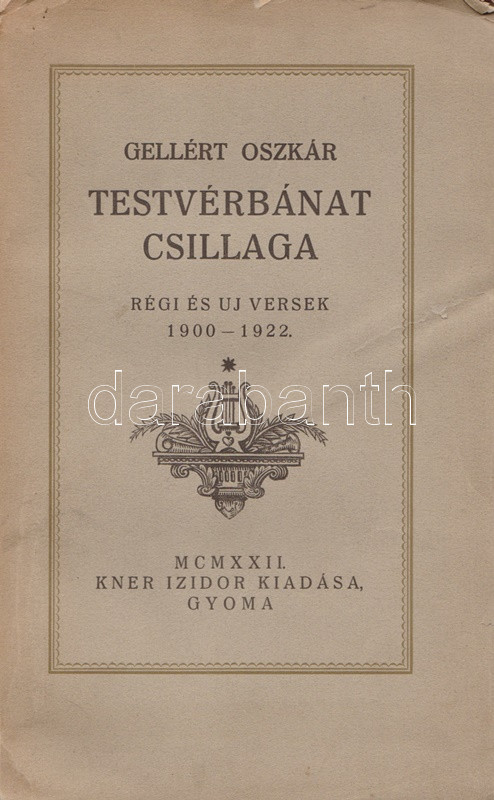 GELLÉRT OSZKÁR
TESTVÉRBÁNAT
CSILLAGA
RÉGI ÉS UJ VERSEK
1900 – 1922.
darabanth
MCMXXII.
KNER IZIDOR KIADÁSA,
GYOMA